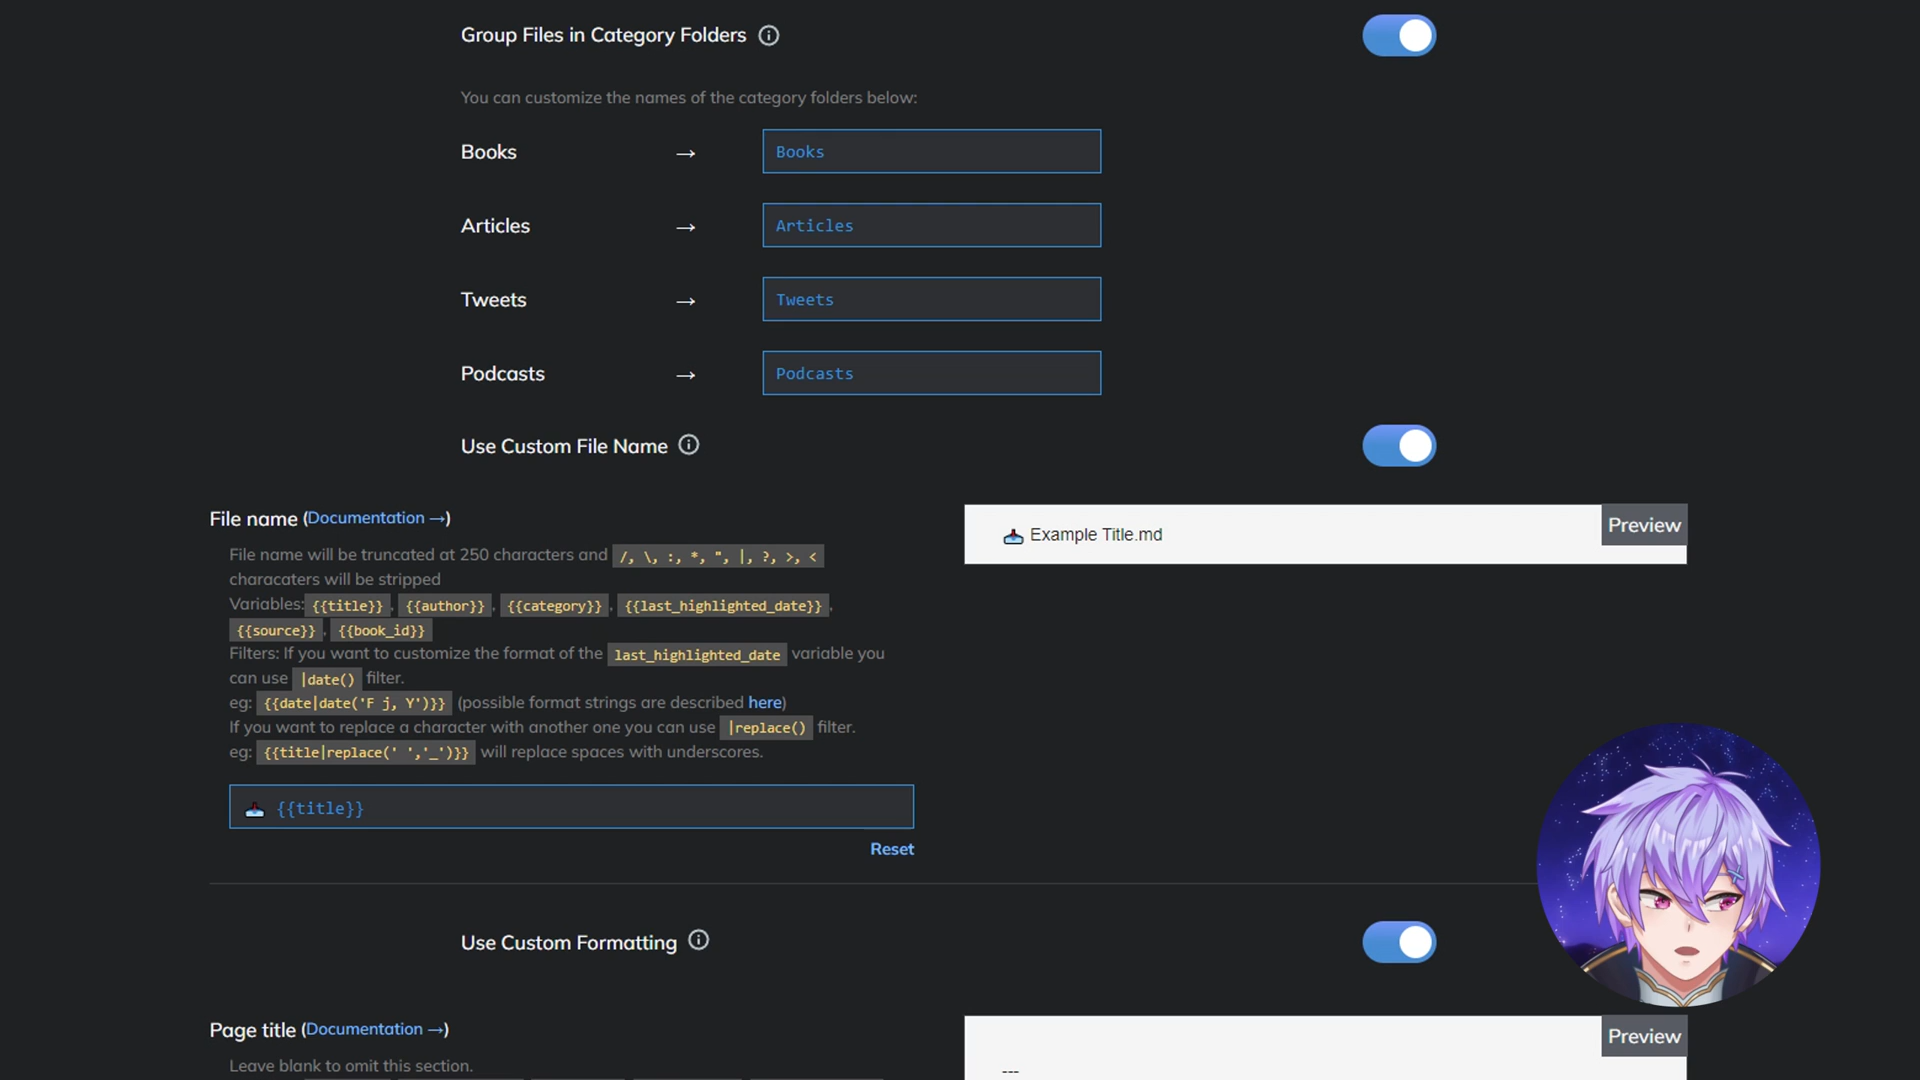 Group Files in Category Folders
You can customize the names of the category folders below:
Books → Books
Articles → Articles
Tweets → Tweets
Podcasts → Podcasts
Use Custom File Name
File name (Documentation →)
File name will be truncated at 250 characters and /, \, :, *, ", |, ?, >, <
characaters will be stripped
Variables: {{title}}, {{author}}, {{category}}, {{last_highlighted_date}},
{{source}}, {{book_id}}
Filters: If you want to customize the format of the last_highlighted_date variable you
can use |date() filter.
eg: {{date|date('F j, Y')}} (possible format strings are described here)
If you want to replace a character with another one you can use |replace() filter.
eg: {{title|replace(' ','_')}} will replace spaces with underscores.
📥 {{title}}
Reset
Preview
📥 Example Title.md
Use Custom Formatting
Page title (Documentation →)
Leave blank to omit this section.
Preview
---